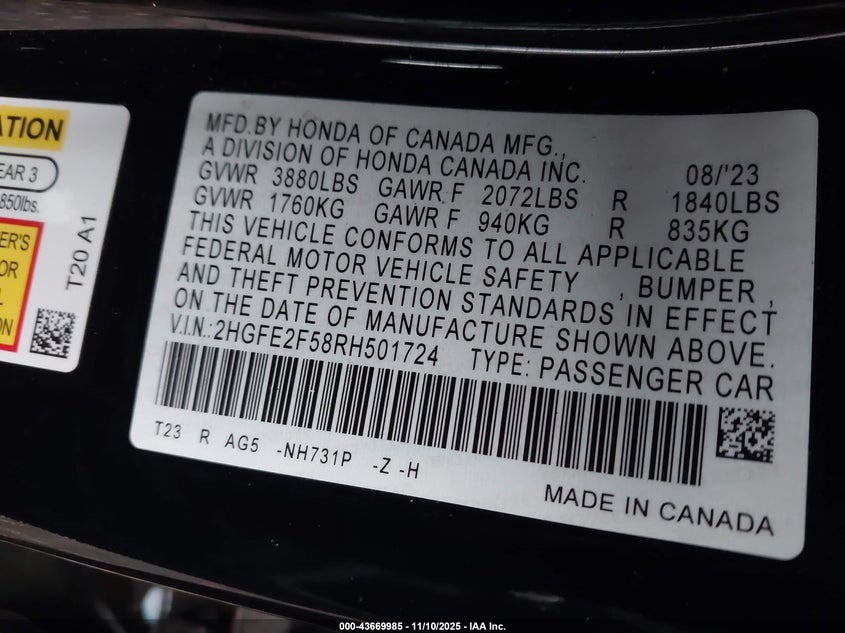 ATION
EAR 3
850lbs.
ER'S
OR
L
ON
T20 A1
MFD.BY HONDA OF CANADA MFG.,
A DIVISION OF HONDA CANADA INC. 08/'23
GVWR 3880LBS GAWR F 2072LBS R 1840LBS
GVWR 1760KG GAWR F 940KG R 835KG
THIS VEHICLE CONFORMS TO ALL APPLICABLE
FEDERAL MOTOR VEHICLE SAFETY , BUMPER ,
AND THEFT PREVENTION STANDARDS IN EFFECT
ON THE DATE OF MANUFACTURE SHOWN ABOVE.
V.I.N.:2HGFE2F58RH501724 TYPE: PASSENGER CAR
T23 R AG5 -NH731P -Z -H
MADE IN CANADA
000-43669985 - 11/10/2025 - IAA Inc.